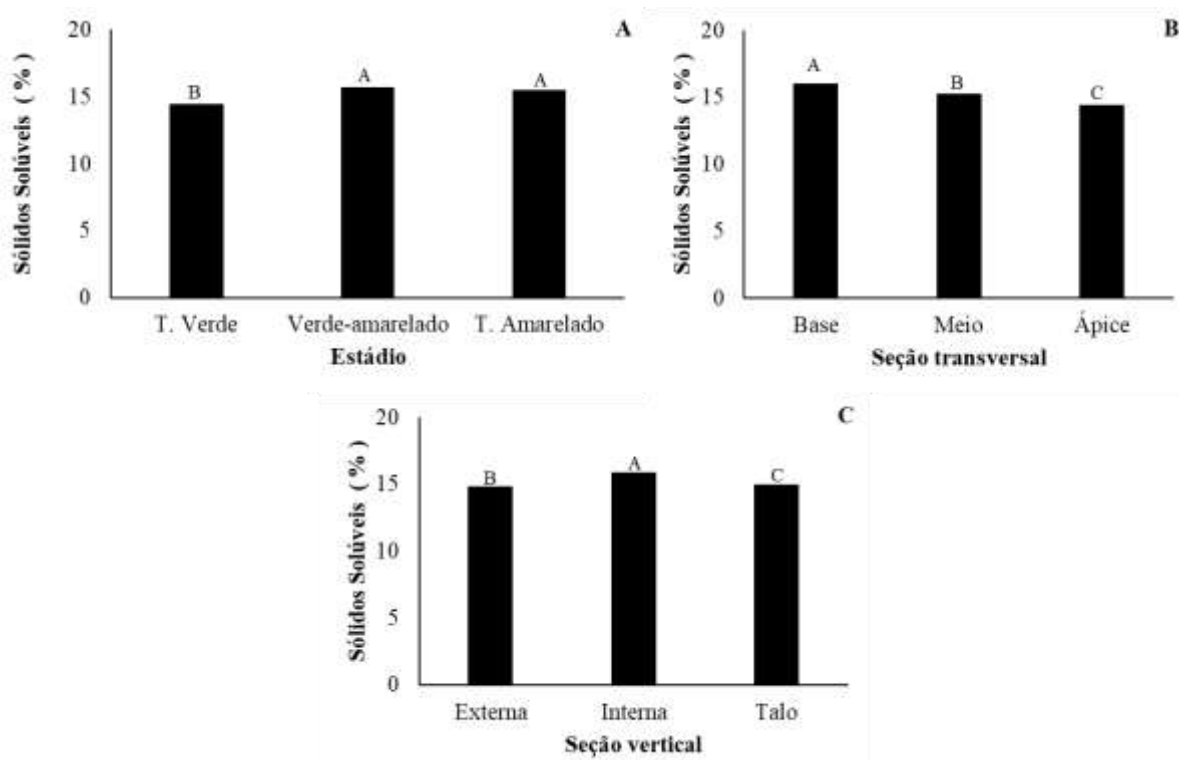 A
Sólidos Solúveis ( % )
20
15
10
5
0
B
A
A
T. Verde Verde-amarelado T. Amarelado
Estádio
B
Sólidos Solúveis ( % )
20
15
10
5
0
A
B
C
Base Meio Ápice
Seção transversal
C
Sólidos Solúveis ( % )
20
15
10
5
0
B
A
C
Externa Interna Talo
Seção vertical